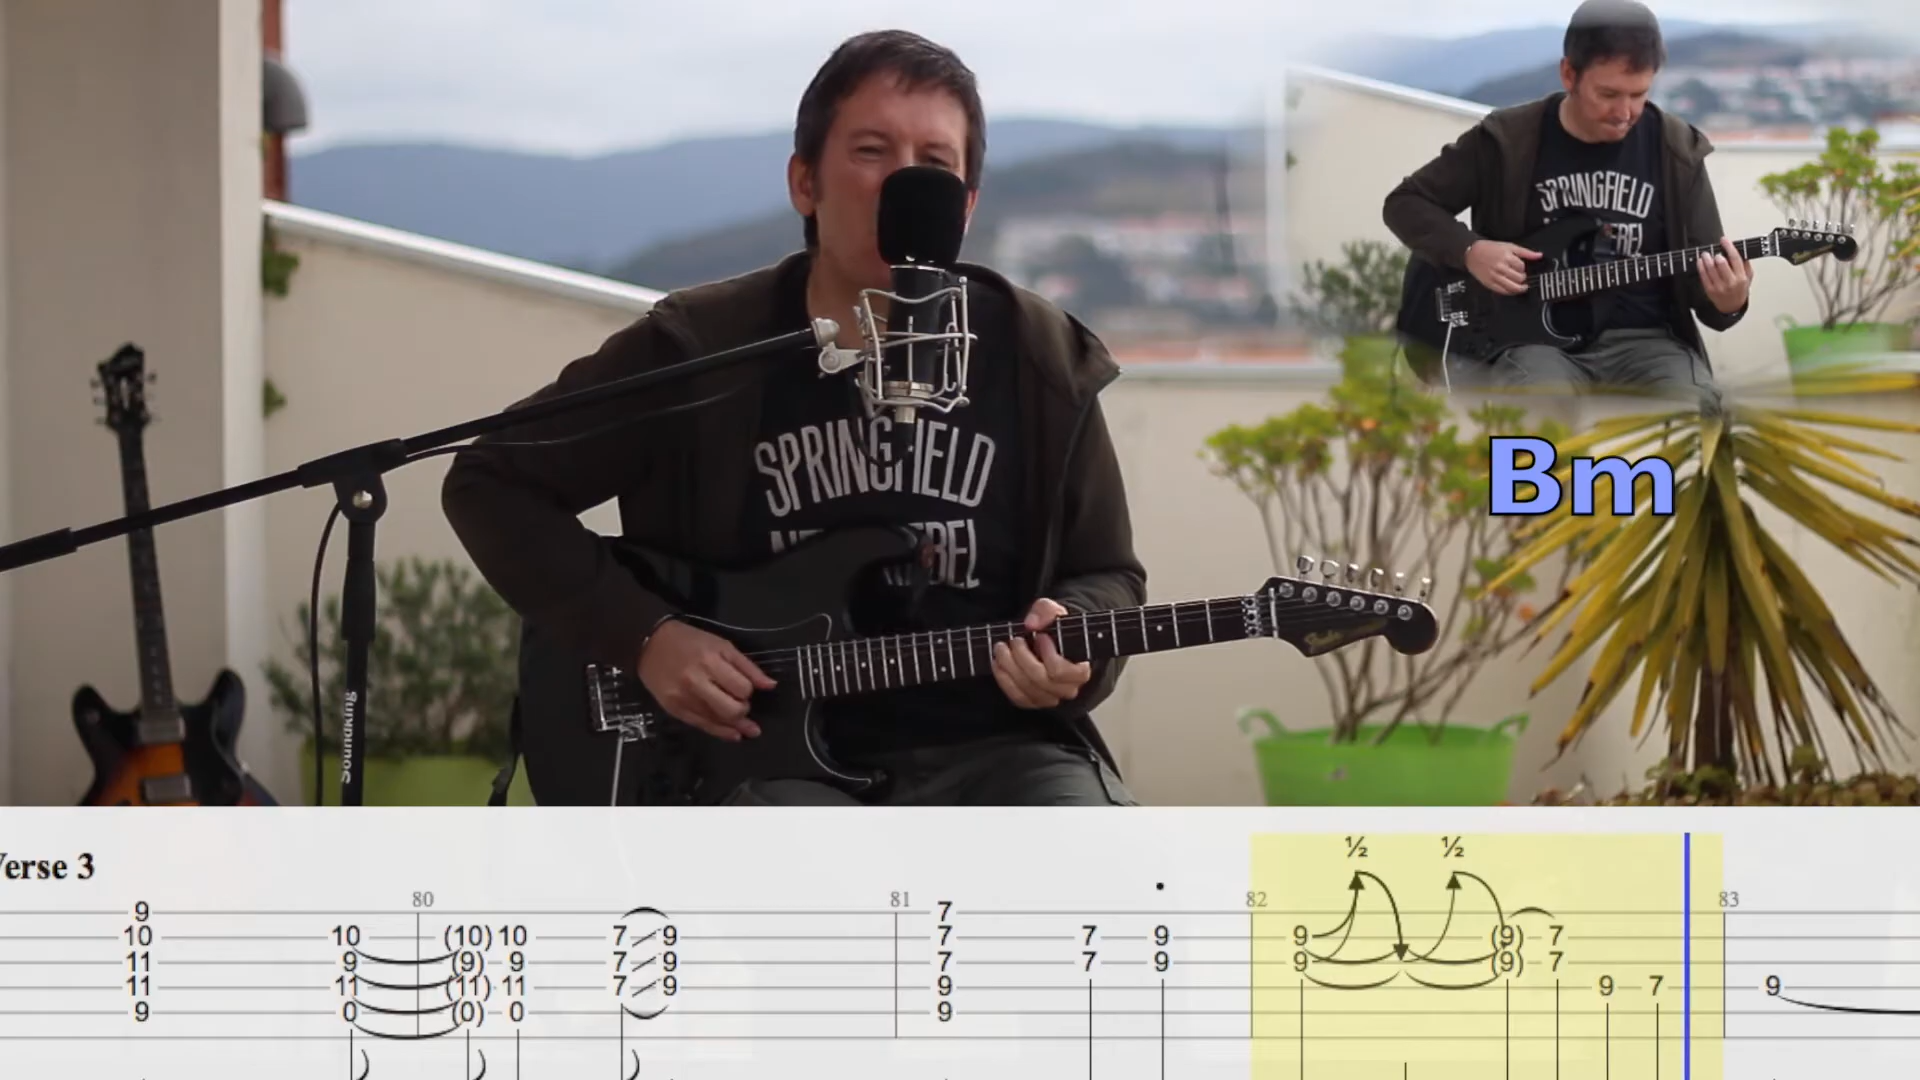 SPRINGFIELD
SPRINGFIELD
Bm
Fender
Soundking
½ ½
Verse 3
80 81 82 83
9 7
10 10 (10) 10 7 9 7 7 9 9 (9) 7
11 9 (9) 9 7 9 7 7 9 9 (9) 7
11 11 (11) 11 7 9 9 9 7 9
9 0 (0) 0 9